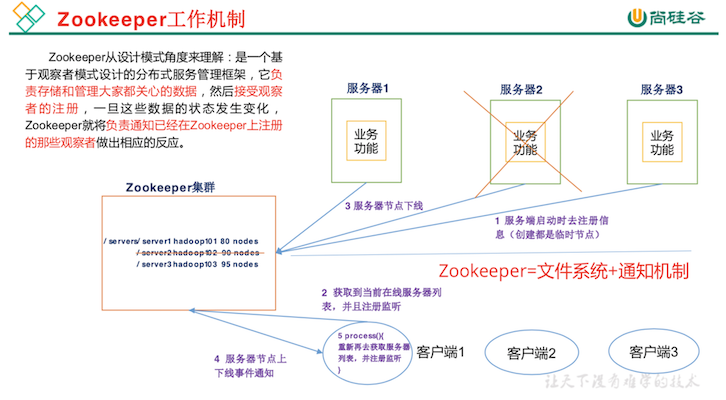 Zookeeper工作机制
尚硅谷
Zookeeper从设计模式角度来理解：是一个基
于观察者模式设计的分布式服务管理框架，它负
责存储和管理大家都关心的数据，然后接受观察
者的注册，一旦这些数据的状态发生变化，
Zookeeper就将负责通知已经在Zookeeper上注册
的那些观察者做出相应的反应。
服务器1
服务器2
服务器3
业务
功能
业务
功能
业务
功能
Zookeeper集群
3 服务器节点下线
1 服务端启动时去注册信
息（创建都是临时节点）
/ servers/ server1 hadoop101 80 nodes
/ server2 hadoop102 90 nodes
/ server3 hadoop103 95 nodes
Zookeeper=文件系统+通知机制
2 获取到当前在线服务器列
表，并且注册监听
5 process(){
重新再去获取服务器
列表，并注册监听
}
4 服务器节点上
下线事件通知
客户端1
客户端2
客户端3
让天下没有难学的技术